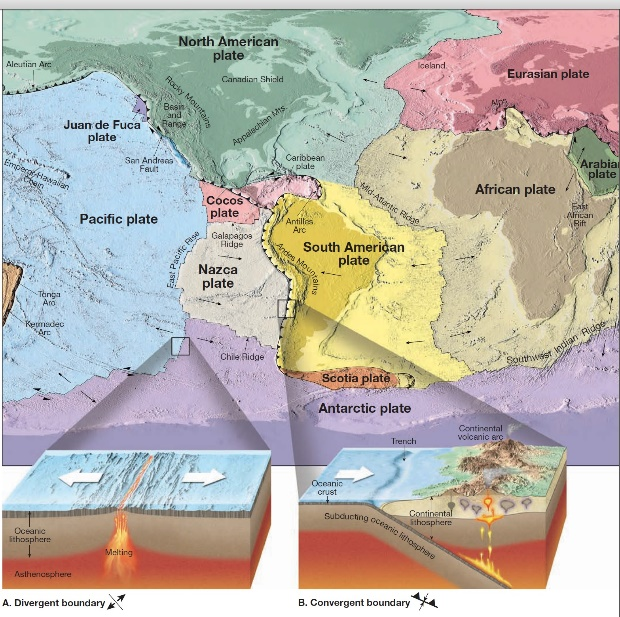 North American
plate
Aleutian Arc
Canadian Shield
Iceland
Eurasian plate
Rocky Mountains
Basin
and
Range
Juan de Fuca
plate
Appalachian Mts.
Alps
San Andreas
Fault
Caribbean
plate
Arabian
plate
Emperor-Hawaiian
Chain
Mid-Atlantic Ridge
African plate
Cocos
plate
East
African
Rift
Pacific plate
Antilles
Arc
Galapagos
Ridge
South American
plate
East Pacific Rise
Nazca
plate
Andes Mountains
Tonga
Arc
Kermadec
Arc
Chile Ridge
Southwest Indian Ridge
Scotia plate
Antarctic plate
Continental
volcanic arc
Trench
Oceanic
crust
Continental
lithosphere
Subducting oceanic lithosphere
Oceanic
lithosphere
Melting
Asthenosphere
A. Divergent boundary
B. Convergent boundary